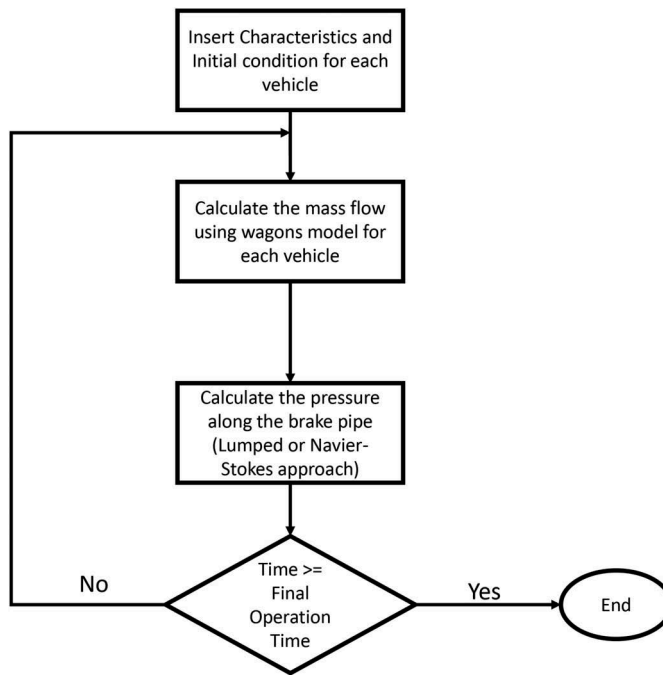 Insert Characteristics and
Initial condition for each
vehicle
Calculate the mass flow
using wagons model for
each vehicle
Calculate the pressure
along the brake pipe
(Lumped or Navier-
Stokes approach)
Time >=
Final
Operation
Time
No
Yes
End